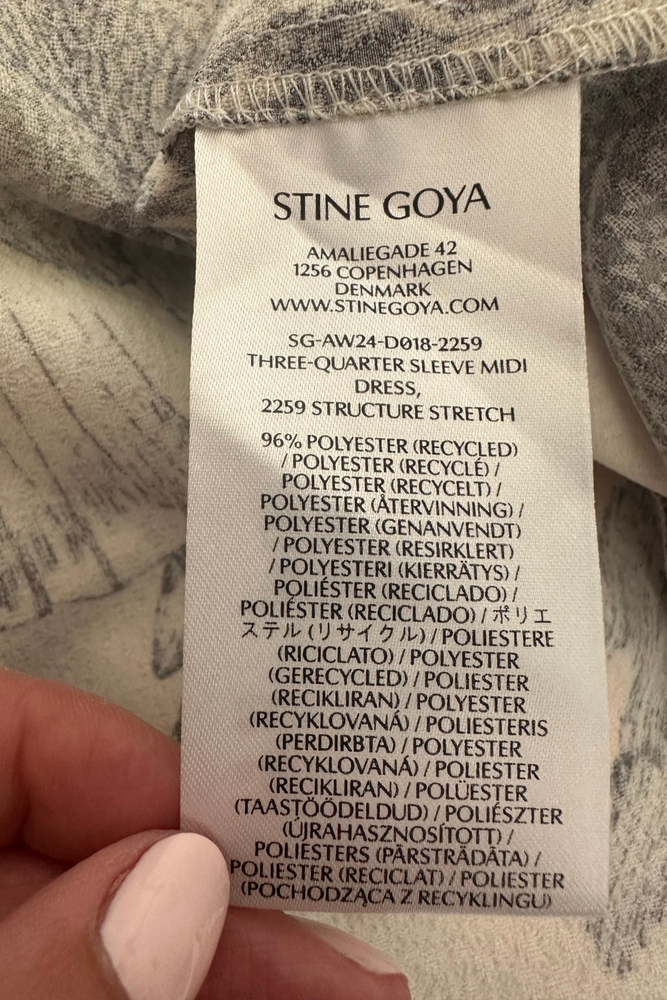 STINE GOYA
AMALIEGADE 42
1256 COPENHAGEN
DENMARK
WWW.STINEGOYA.COM
SG-AW24-D018-2259
THREE-QUARTER SLEEVE MIDI
DRESS,
2259 STRUCTURE STRETCH
96% POLYESTER (RECYCLED)
/ POLYESTER (RECYCLÉ) /
POLYESTER (RECYCELT) /
POLYESTER (ÅTERVINNING) /
POLYESTER (GENANVENDT)
/ POLYESTER (RESIRKLERT)
/ POLYESTERI (KIERRÄTYS) /
POLIÉSTER (RECICLADO) /
POLIÉSTER (RECICLADO) / ポリエ
ステル (リサイクル) / POLIESTERE
(RICICLATO) / POLYESTER
(GERECYCLED) / POLIESTER
(RECIKLIRAN) / POLYESTER
(RECYKLOVANÁ) / POLIESTERIS
(PERDIRBTA) / POLYESTER
(RECYKLOVANÁ) / POLIESTER
(RECIKLIRAN) / POLÜESTER
(TAASTÖÖDELDUD) / POLIÉSZTER
(ÚJRAHASZNOSÍTOTT) /
POLIESTERS (PĀRSTRĀDĀTA) /
POLIESTER (RECICLAT) / POLIESTER
(POCHODZĄCA Z RECYKLINGU)